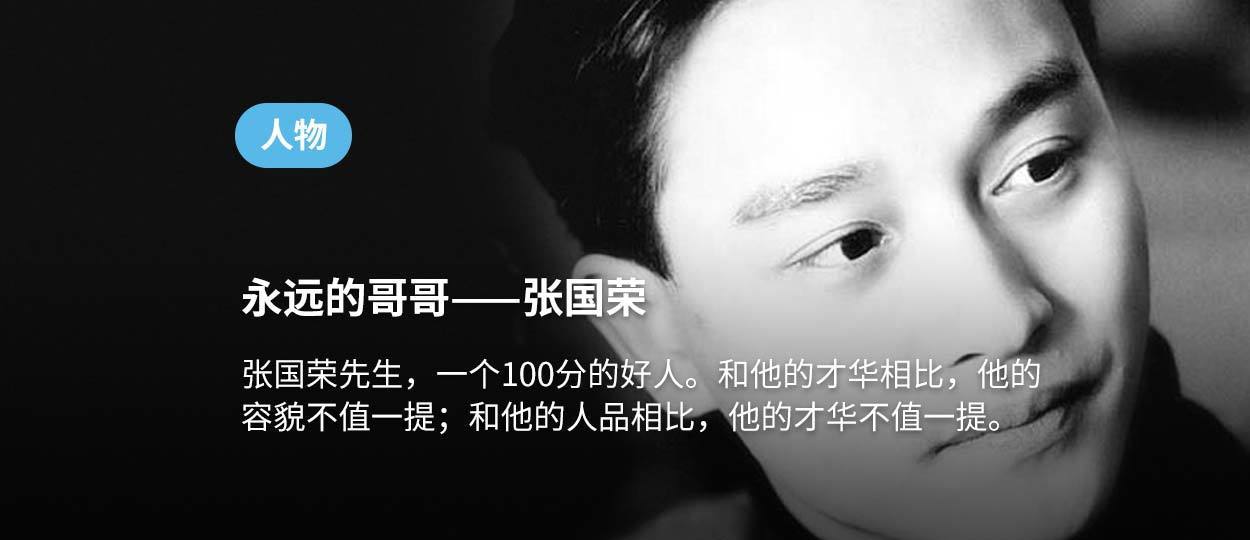 人物
永远的哥哥——张国荣
张国荣先生，一个100分的好人。和他的才华相比，他的
容貌不值一提；和他的人品相比，他的才华不值一提。